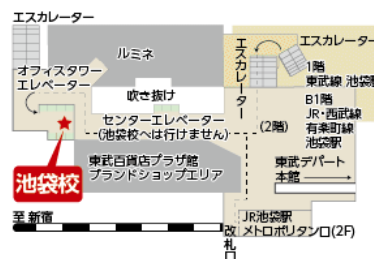 エスカレーター
ルミネ
エスカレーター
エスカレーター
オフィスタワー
エレベーター
吹き抜け
1階
東武線 池袋駅
B1階
JR・西武線
有楽町線
池袋駅
センターエレベーター
(池袋校へは行けません)
(2階)
池袋校
東武百貨店プラザ館
ブランドショップエリア
東武デパート
本館
至 新宿
JR池袋駅
メトロポリタン口(2F)
改札口